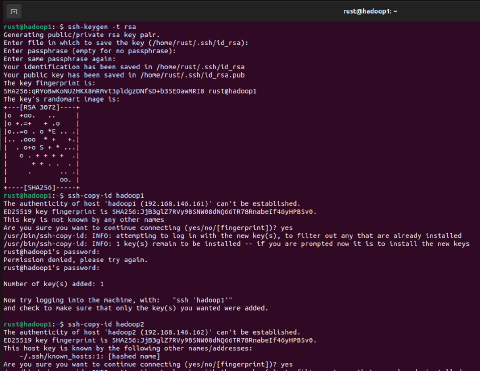 rust@hadoop1: ~
rust@hadoop1:~$ ssh-keygen -t rsa
Generating public/private rsa key pair.
Enter file in which to save the key (/home/rust/.ssh/id_rsa):
Enter passphrase (empty for no passphrase):
Enter same passphrase again:
Your identification has been saved in /home/rust/.ssh/id_rsa
Your public key has been saved in /home/rust/.ssh/id_rsa.pub
The key fingerprint is:
rust@hadoop1
The key's randomart image is:
+---[RSA 3072]----+
+----[SHA256]-----+
rust@hadoop1:~$ ssh-copy-id hadoop1
The authenticity of host 'hadoop1 (192.168.146.161)' can't be established.
ED25519 key fingerprint is
This key is not known by any other names
Are you sure you want to continue connecting (yes/no/[fingerprint])? yes
/usr/bin/ssh-copy-id: INFO: attempting to log in with the new key(s), to filter out any that are already installed
/usr/bin/ssh-copy-id: INFO: 1 key(s) remain to be installed -- if you are prompted now it is to install the new keys
rust@hadoop1's password:
Permission denied, please try again.
rust@hadoop1's password:
Number of key(s) added: 1
Now try logging into the machine, with: "ssh 'hadoop1'"
and check to make sure that only the key(s) you wanted were added.
rust@hadoop1:~$ ssh-copy-id hadoop2
The authenticity of host 'hadoop2 (192.168.146.162)' can't be established.
ED25519 key fingerprint is
This host key is known by the following other names/addresses:
~/.ssh/known_hosts:1: [hashed name]
Are you sure you want to continue connecting (yes/no/[fingerprint])? yes